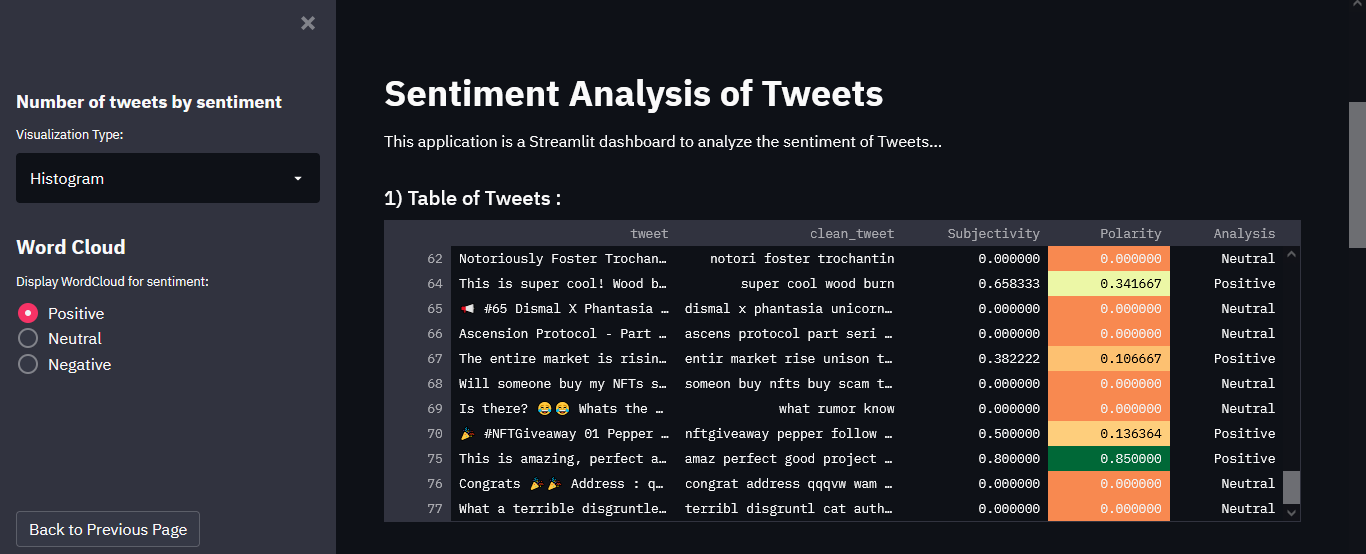 ×
Number of tweets by sentiment
Visualization Type:
Histogram
Word Cloud
Display WordCloud for sentiment:
Positive
Neutral
Negative
Back to Previous Page
Sentiment Analysis of Tweets
This application is a Streamlit dashboard to analyze the sentiment of Tweets...
1) Table of Tweets :
tweet clean_tweet Subjectivity Polarity Analysis
62 Notoriously Foster Trochan… notori foster trochantin 0.000000 0.000000 Neutral
64 This is super cool! Wood b… super cool wood burn 0.658333 0.341667 Positive
65 📢 #65 Dismal X Phantasia … dismal x phantasia unicorn… 0.000000 0.000000 Neutral
66 Ascension Protocol - Part … ascens protocol part seri … 0.000000 0.000000 Neutral
67 The entire market is risin… entir market rise unison t… 0.382222 0.106667 Positive
68 Will someone buy my NFTs s… someon buy nfts buy scam t… 0.000000 0.000000 Neutral
69 Is there? 😂😂 Whats the … what rumor know 0.000000 0.000000 Neutral
70 🎉 #NFTGiveaway 01 Pepper … nftgiveaway pepper follow … 0.500000 0.136364 Positive
75 This is amazing, perfect a… amaz perfect good project … 0.800000 0.850000 Positive
76 Congrats 🎉🎉 Address : q… congrat address qqqvw wam … 0.000000 0.000000 Neutral
77 What a terrible disgruntle… terribl disgruntl cat auth… 0.000000 0.000000 Neutral